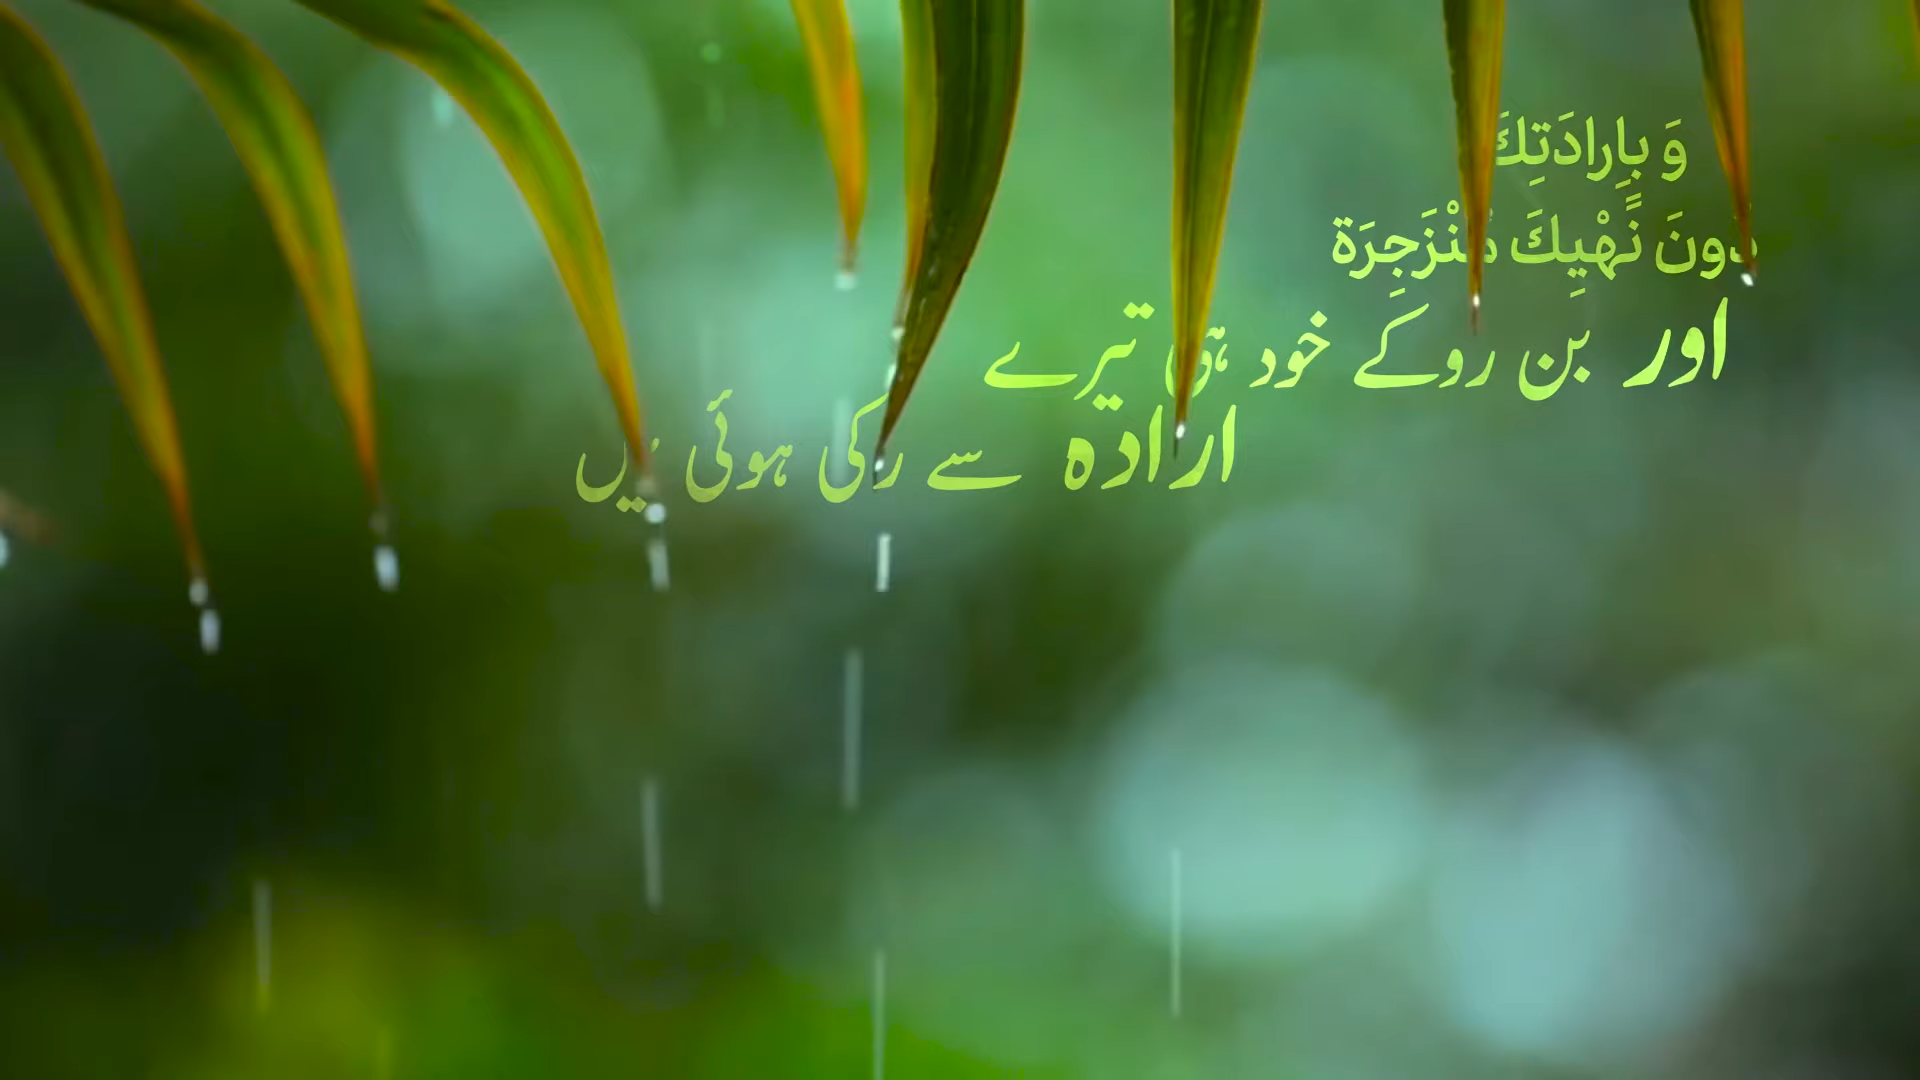 وَ بِإِرادَتِكَ
دُونَ نَهْيِكَ مُنْزَجِرَة
اور بن روکے خود ہی تیرے
ارادہ سے رکی ہوئی ہیں